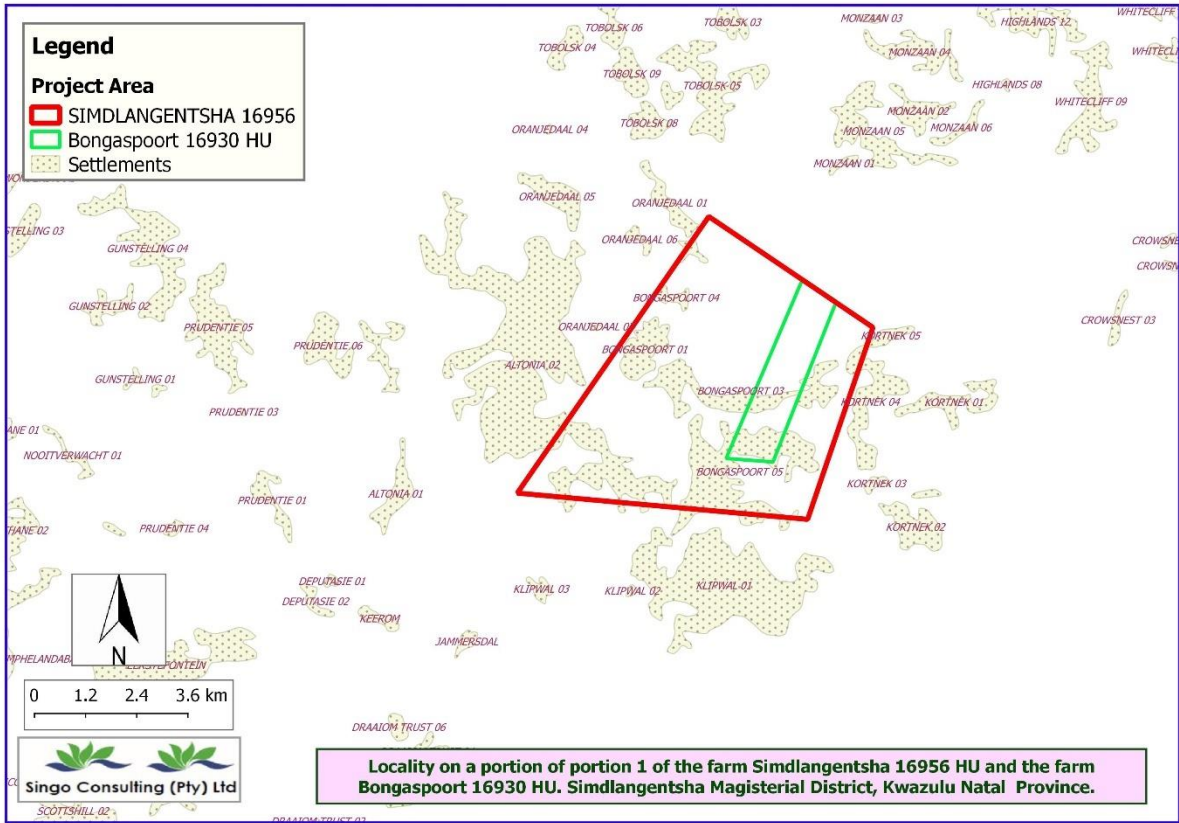 Legend
Project Area
SIMDLANGENTSHA 16956
Bongaspoort 16930 HU
Settlements
TOBOLSK 06
TOBOLSK 03
MONZAAN 03
HIGHLANDS 12
TOBOLSK 04
MONZAAN 04
TOBOLSK 09
TOBOLSK 05
HIGHLANDS 08
WHITECLIFF 09
MONZAAN 02
TOBOLSK 08
ORANJEDAAL 04
MONZAAN 05
MONZAAN 06
MONZAAN 01
ORANJEDAAL 05
ORANJEDAAL 01
STELLING 03
GUNSTELLING 04
ORANJEDAAL 06
CROWSNE
CROWSN
BONGASPOORT 04
GUNSTELLING 02
CROWSNEST 03
PRUDENTIE 05
ORANJEDAAL
PRUDENTIE 06
BONGASPOORT 01
KORTNEK 05
ALTONIA 02
GUNSTELLING 01
BONGASPOORT 03
KORTNEK 04
KORTNEK 01
PRUDENTIE 03
ANE 01
NOOITVERWACHT 01
BONGASPOORT 05
KORTNEK 03
PRUDENTIE 01
ALTONIA 01
THANE 02
PRUDENTIE 04
KORTNEK 02
DEPUTASIE 01
KLIPWAL 03
KLIPWAL 02
KLIPWAL 01
DEPUTASIE 02
KEEROM
JAMMERSDAL
N
MPHELANDAB
0 1.2 2.4 3.6 km
DRAAIOM TRUST 06
Singo Consulting (Pty) Ltd
Locality on a portion of portion 1 of the farm Simdlangentsha 16956 HU and the farm
Bongaspoort 16930 HU. Simdlangentsha Magisterial District, Kwazulu Natal Province.
SCOTTSHILL 02